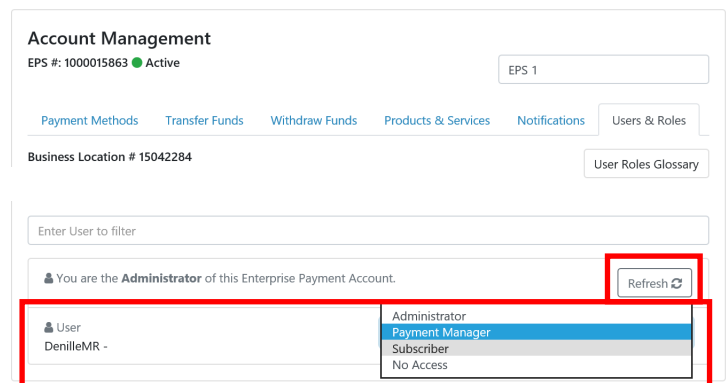 Account Management
EPS #: 1000015863 Active
EPS 1
Payment Methods Transfer Funds Withdraw Funds Products & Services Notifications Users & Roles
Business Location # 15042284
User Roles Glossary
Enter User to filter
You are the Administrator of this Enterprise Payment Account.
Refresh
User
DenilleMR -
Administrator
Payment Manager
Subscriber
No Access